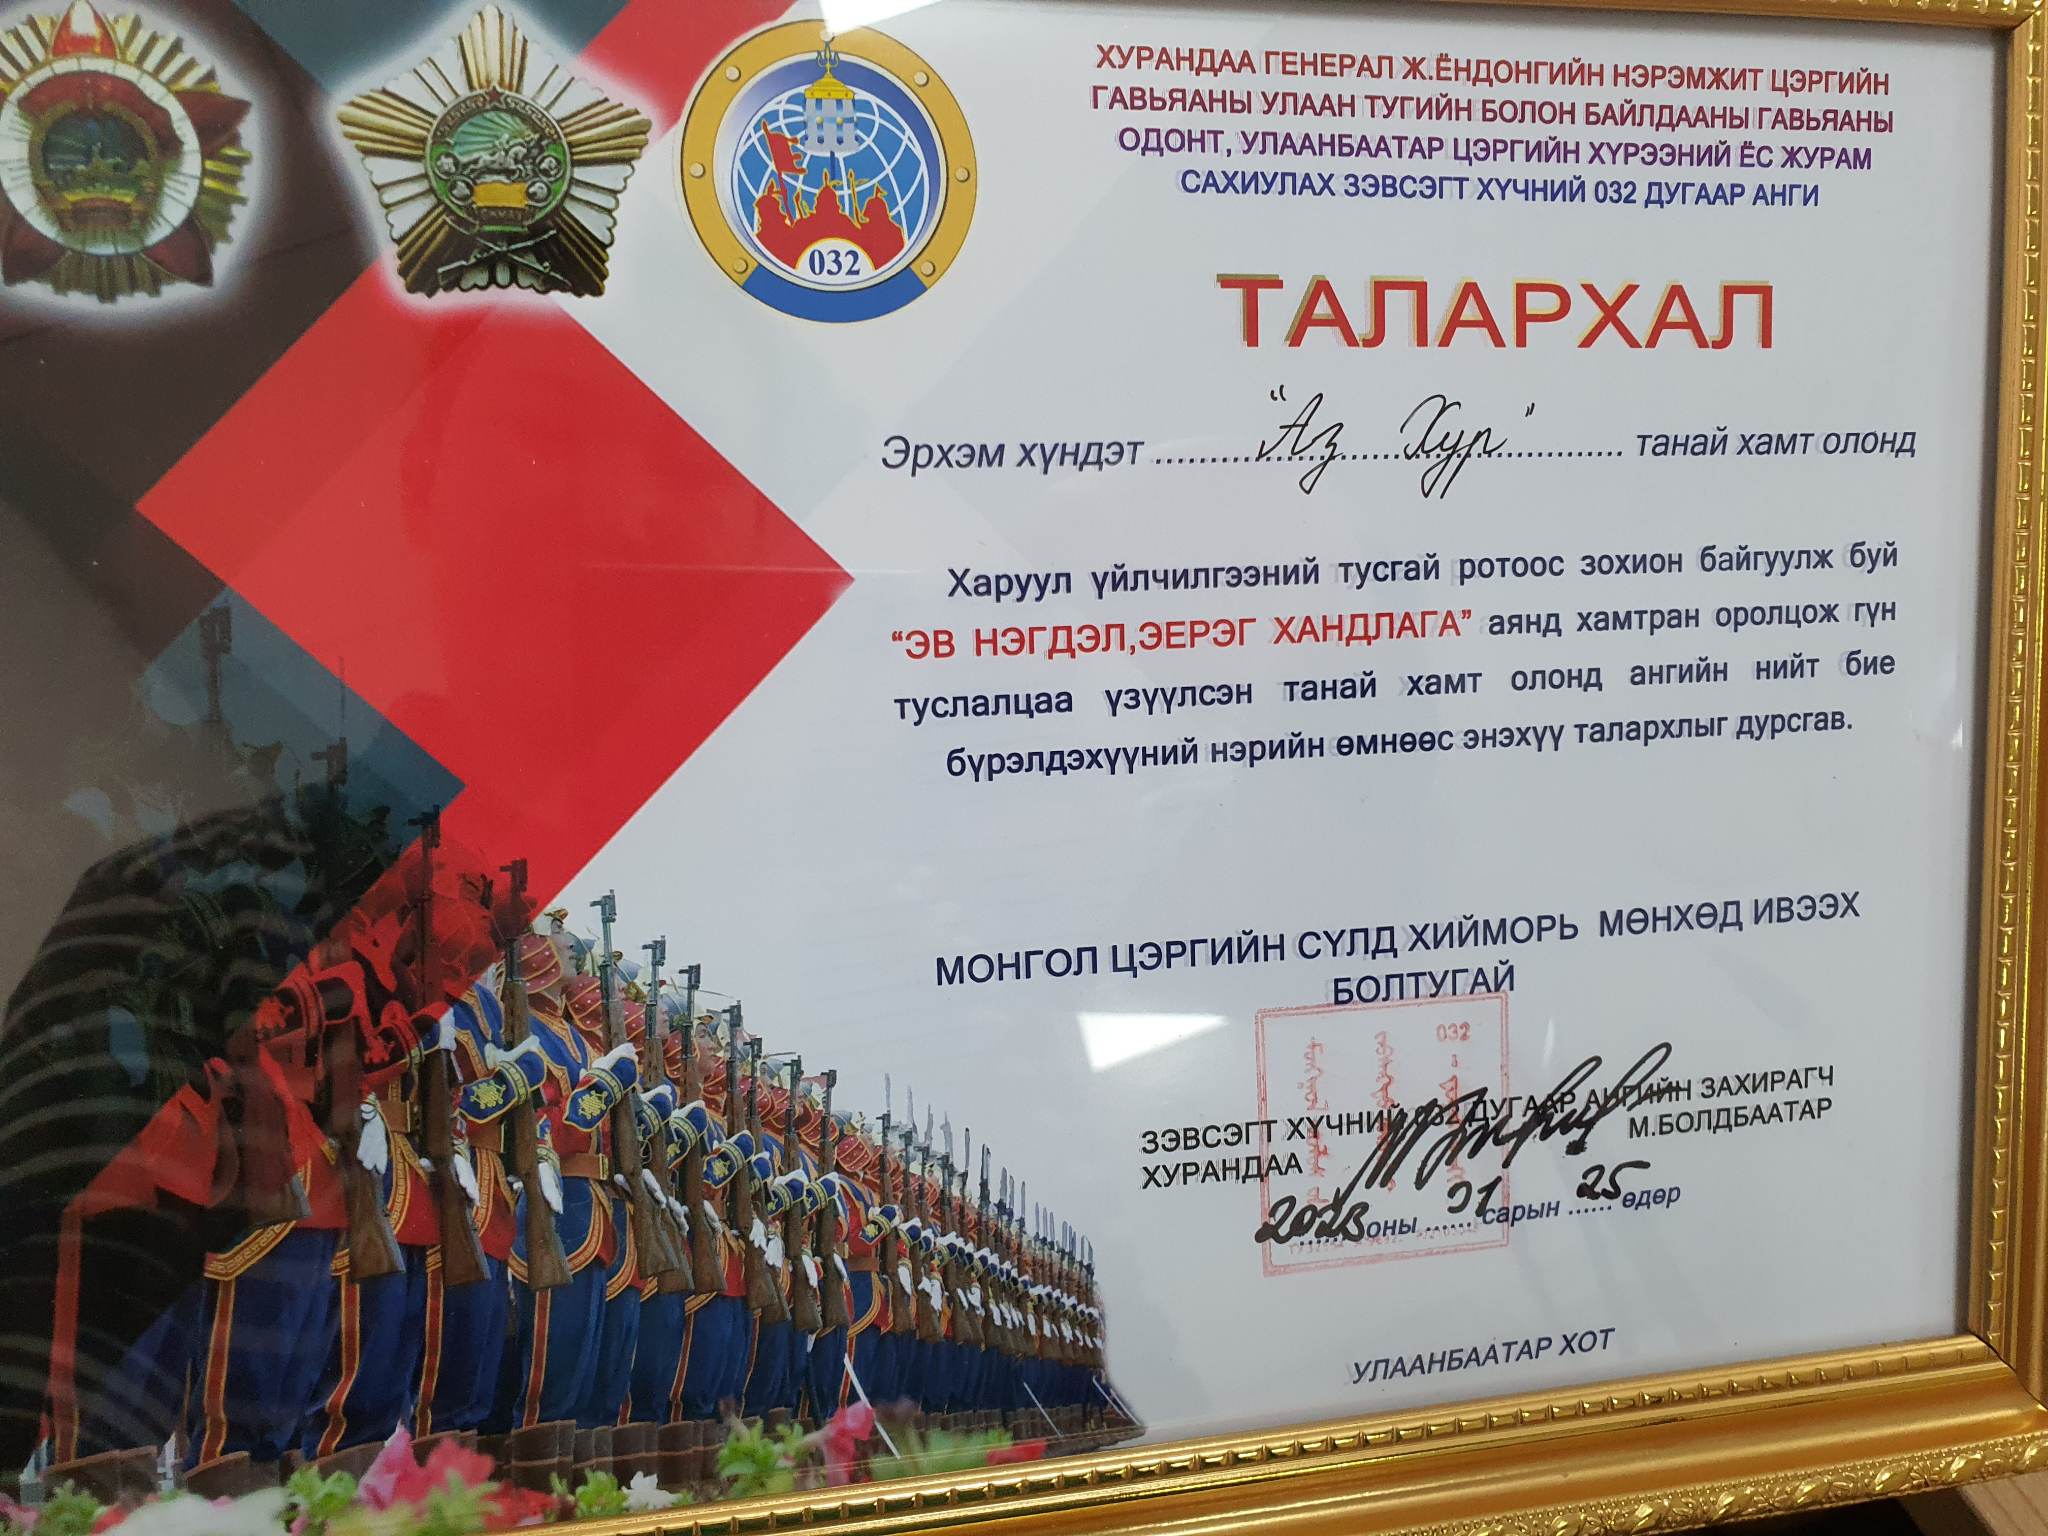 ХУРАНДАА ГЕНЕРАЛ Ж.ЁНДОНГИЙН НЭРЭМЖИТ ЦЭРГИЙН
ГАВЬЯАНЫ УЛААН ТУГИЙН БОЛОН БАЙЛДААНЫ ГАВЬЯАНЫ
ОДОНТ, УЛААНБААТАР ЦЭРГИЙН ХҮРЭЭНИЙ ЁС ЖУРАМ
САХИУЛАХ ЗЭВСЭГТ ХҮЧНИЙ 032 ДУГААР АНГИ
032
ТАЛАРХАЛ
Эрхэм хүндэт "Аз Хур" танай хамт олонд
Харуул үйлчилгээний тусгай ротоос зохион байгуулж буй
“ЭВ НЭГДЭЛ,ЭЕРЭГ ХАНДЛАГА” аянд хамтран оролцож гүн
туслалцаа үзүүлсэн танай хамт олонд ангийн нийт бие
бүрэлдэхүүний нэрийн өмнөөс энэхүү талархлыг дурсгав.
МОНГОЛ ЦЭРГИЙН СҮЛД ХИЙМОРЬ МӨНХӨД ИВЭЭХ
БОЛТУГАЙ
032
ЗЭВСЭГТ ХҮЧНИЙ 032 ДУГААР АНГИЙН ЗАХИРАГЧ
ХУРАНДАА М.БОЛДБААТАР
2023 оны 01 сарын 25 өдөр
УЛААНБААТАР ХОТ